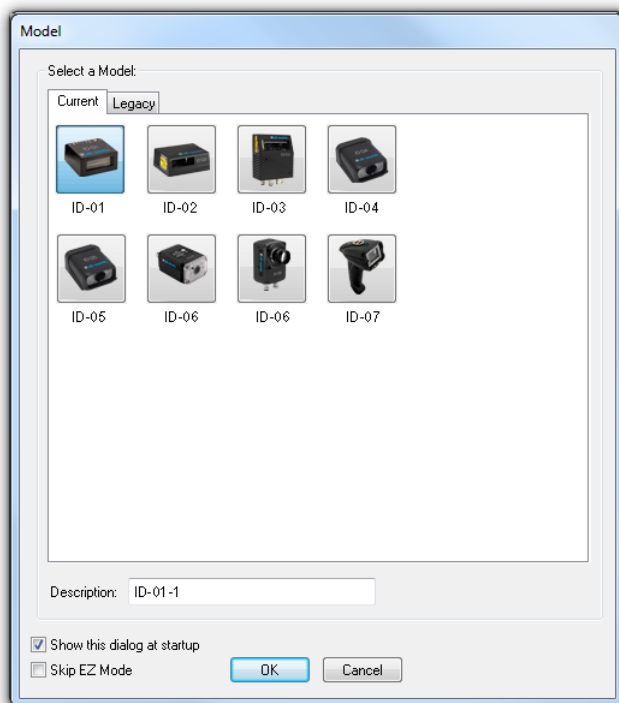 Model
Select a Model:
Current Legacy
ID-01 ID-02 ID-03 ID-04
ID-05 ID-06 ID-06 ID-07
Description: ID-01-1
Show this dialog at startup
Skip EZ Mode OK Cancel